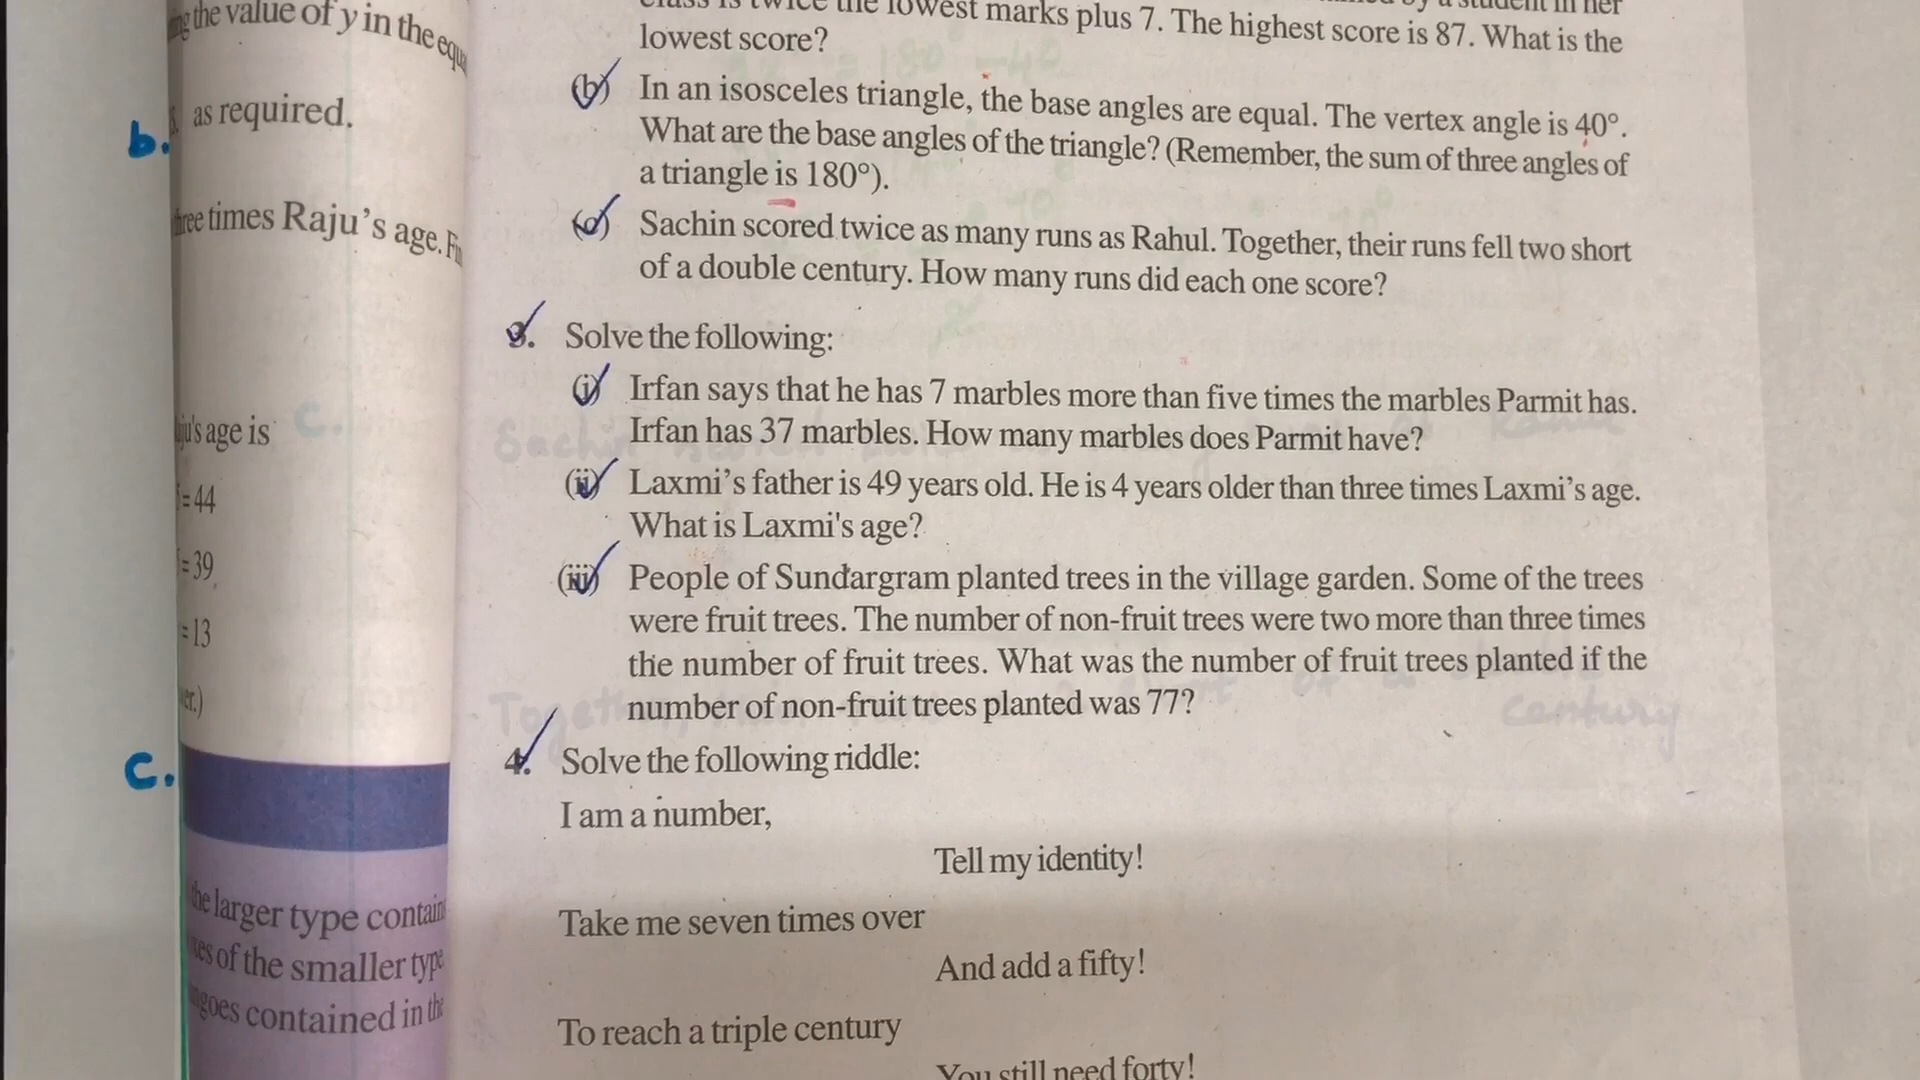 the value of y in the
as required.
b.
times Raju's age.
age is
c.
= 44
= 39
= 13
c.
larger type
of the smaller type
contained in the
lowest marks plus 7. The highest score is 87. What is the
lowest score?
(b) In an isosceles triangle, the base angles are equal. The vertex angle is 40°.
What are the base angles of the triangle? (Remember, the sum of three angles of
a triangle is 180°).
Sachin scored twice as many runs as Rahul. Together, their runs fell two short
of a double century. How many runs did each one score?
3. Solve the following:
(i) Irfan says that he has 7 marbles more than five times the marbles Parmit has.
Irfan has 37 marbles. How many marbles does Parmit have?
(ii) Laxmi's father is 49 years old. He is 4 years older than three times Laxmi's age.
What is Laxmi's age?
(iii) People of Sundargram planted trees in the village garden. Some of the trees
were fruit trees. The number of non-fruit trees were two more than three times
the number of fruit trees. What was the number of fruit trees planted if the
number of non-fruit trees planted was 77?
4. Solve the following riddle:
I am a number,
Tell my identity!
Take me seven times over
And add a fifty!
To reach a triple century
You still need forty!